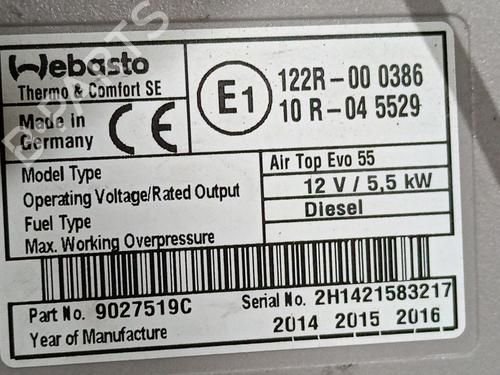 Webasto
Thermo & Comfort SE
Made in
Germany
CE
E1
122R-00 0386
10 R-04 5529
Model Type
Air Top Evo 55
Operating Voltage/Rated Output
12 V / 5,5 kW
Fuel Type
Diesel
Max. Working Overpressure
Part No. 9027519C
Serial No. 2H1421583217
Year of Manufacture
2014 2015 2016
B-PARTS